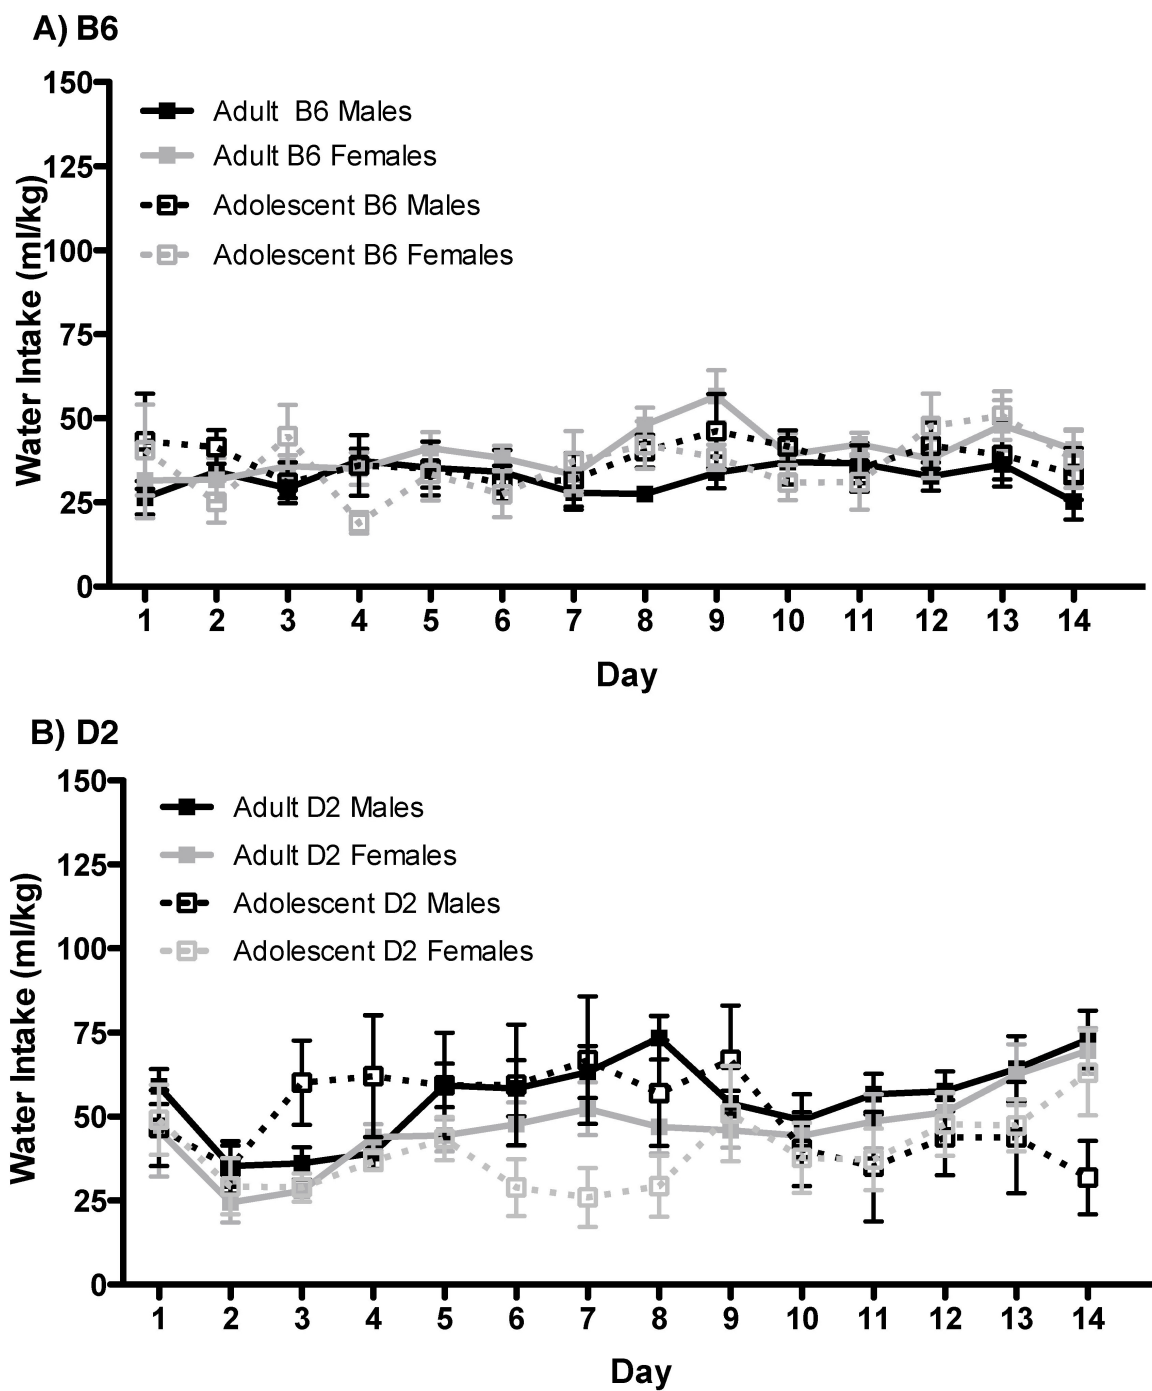 A) B6
150
Adult B6 Males
Adult B6 Females
125
Adolescent B6 Males
100
Adolescent B6 Females
75
50
25
0
Water Intake (ml/kg)
1 2 3 4 5 6 7 8 9 10 11 12 13 14
Day
B) D2
150
Adult D2 Males
Adult D2 Females
125
Adolescent D2 Males
100
Adolescent D2 Females
75
50
25
0
Water Intake (ml/kg)
1 2 3 4 5 6 7 8 9 10 11 12 13 14
Day